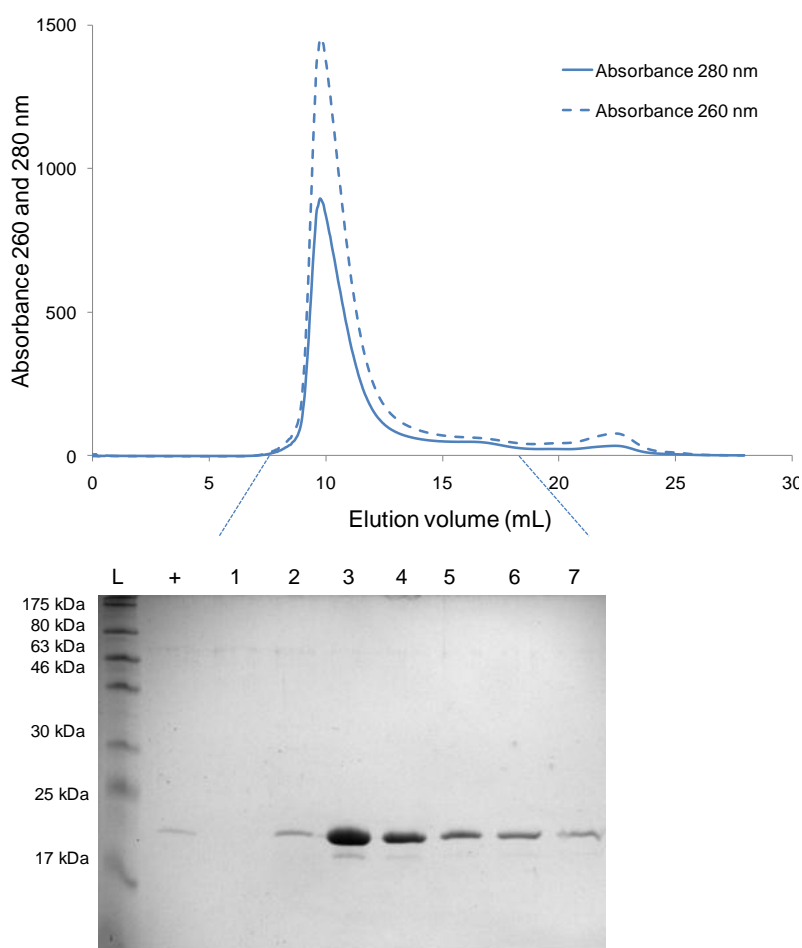 Absorbance 260 and 280 nm
1500
1000
500
0
Absorbance 280 nm
Absorbance 260 nm
0 5 10 15 20 25 30
Elution volume (mL)
L + 1 2 3 4 5 6 7
175 kDa
80 kDa
63 kDa
46 kDa
30 kDa
25 kDa
17 kDa